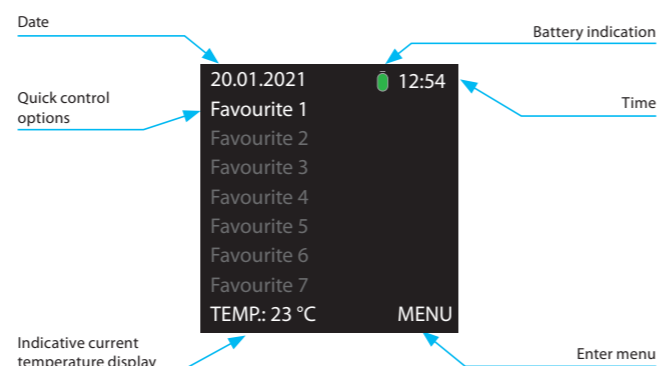 Date
Battery indication
20.01.2021 12:54
Quick control
options
Time
Favourite 1
Favourite 2
Favourite 3
Favourite 4
Favourite 5
Favourite 6
Favourite 7
TEMP.: 23 °C MENU
Indicative current
temperature display
Enter menu